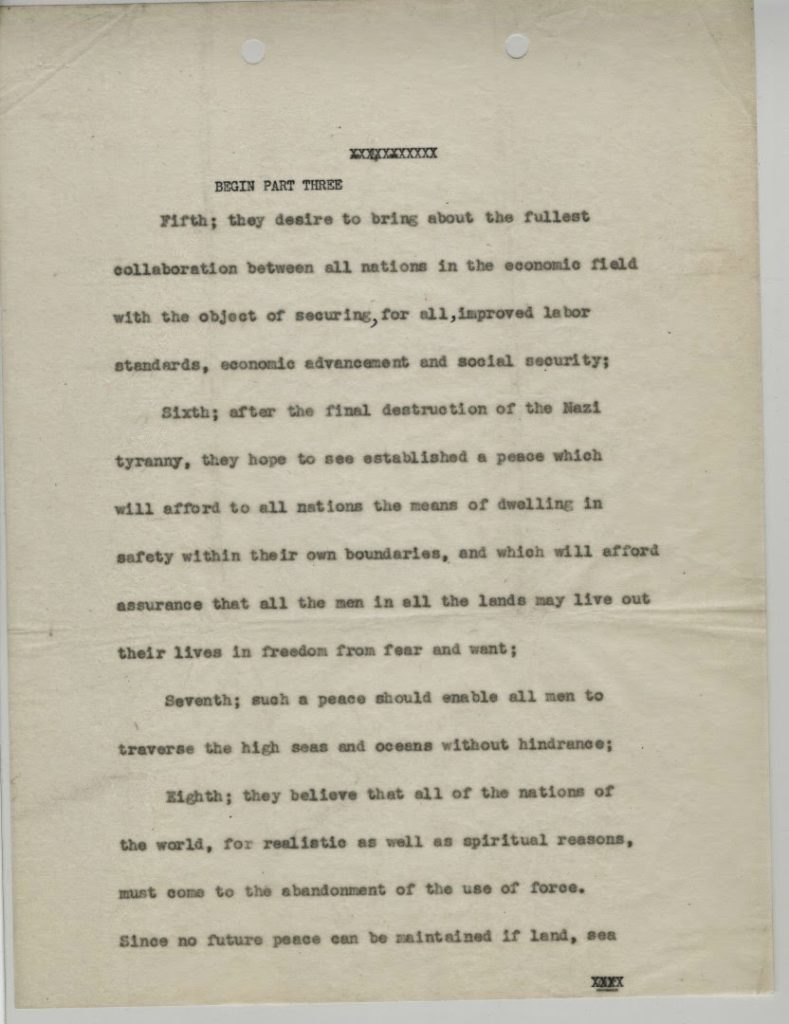 XXXXXXXXXXX
BEGIN PART THREE
Fifth; they desire to bring about the fullest
collaboration between all nations in the economic field
with the object of securing, for all, improved labor
standards, economic advancement and social security;
Sixth; after the final destruction of the Nazi
tyranny, they hope to see established a peace which
will afford to all nations the means of dwelling in
safety within their own boundaries, and which will afford
assurance that all the men in all the lands may live out
their lives in freedom from fear and want;
Seventh; such a peace should enable all men to
traverse the high seas and oceans without hindrance;
Eighth; they believe that all of the nations of
the world, for realistic as well as spiritual reasons,
must come to the abandonment of the use of force.
Since no future peace can be maintained if land, sea
XXXX